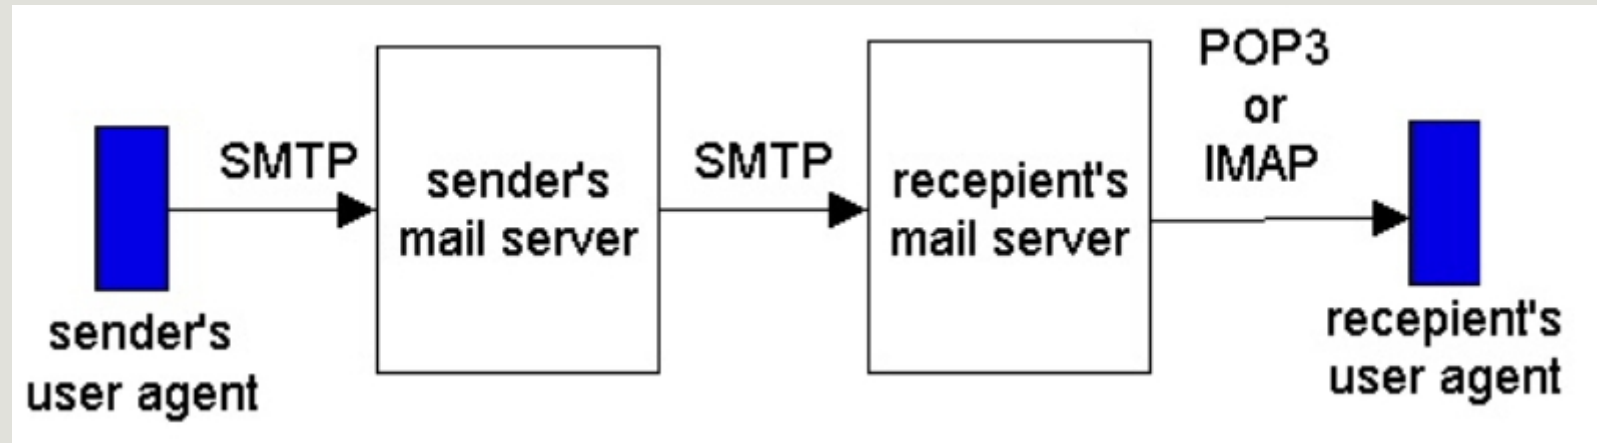 sender's
user agent
SMTP
sender's
mail server
SMTP
recepient's
mail server
POP3
or
IMAP
recepient's
user agent